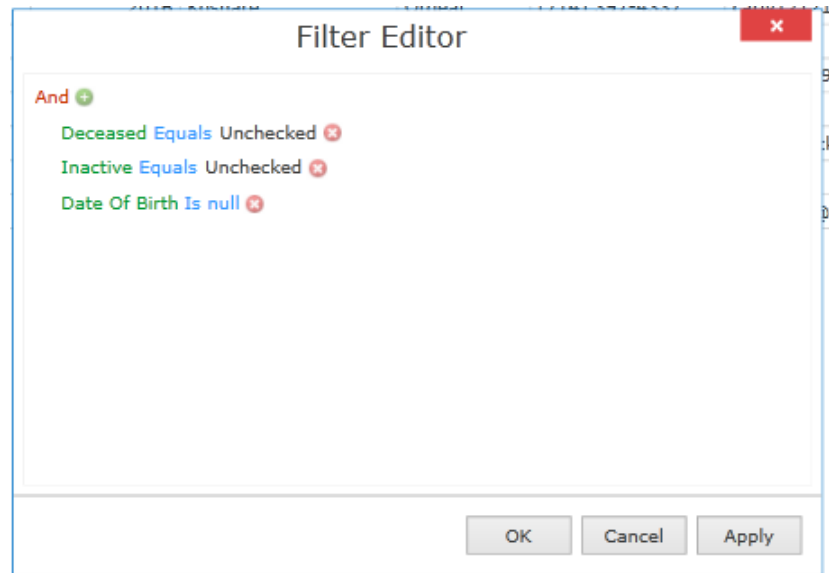 Filter Editor
And
Deceased Equals Unchecked
Inactive Equals Unchecked
Date Of Birth Is null
OK Cancel Apply